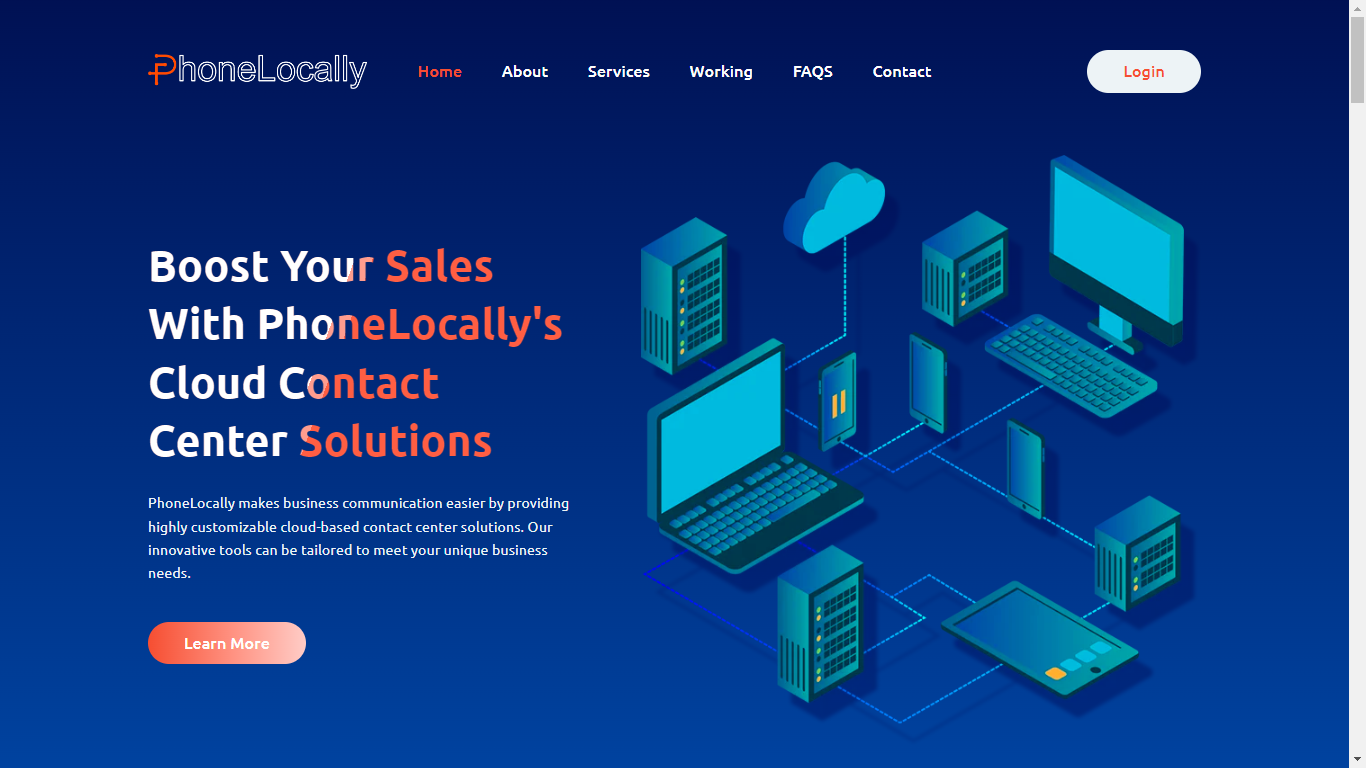 PhoneLocally
Home
About
Services
Working
FAQS
Contact
Login
Boost Your Sales
With PhoneLocally's
Cloud Contact
Center Solutions
PhoneLocally makes business communication easier by providing
highly customizable cloud-based contact center solutions. Our
innovative tools can be tailored to meet your unique business
needs.
Learn More